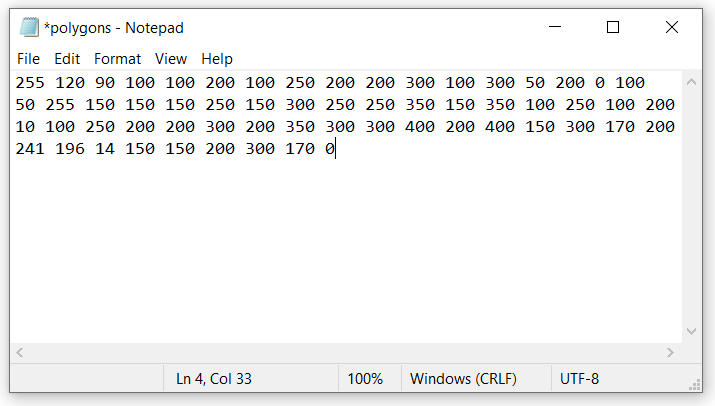 *polygons - Notepad
File Edit Format View Help
255 120 90 100 100 200 100 250 200 200 300 100 300 50 200 0 100
50 255 150 150 150 250 150 300 250 250 350 150 350 100 250 100 200
10 100 250 200 200 300 200 350 300 300 400 200 400 150 300 170 200
241 196 14 150 150 200 300 170 0
Ln 4, Col 33 100% Windows (CRLF) UTF-8